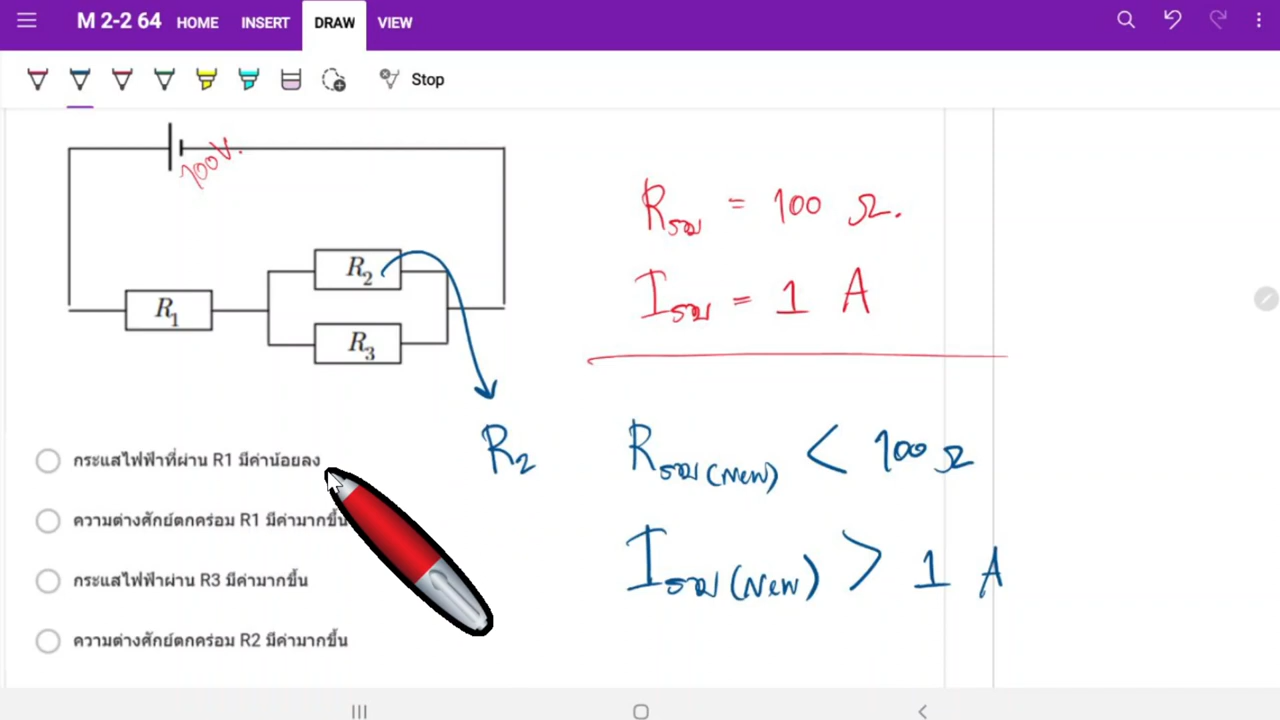 M 2-2 64 HOME INSERT DRAW VIEW
Stop
100V.
R2
R1
R3
Rรวม = 100 Ω.
Iรวม = 1 A
R2
Rรวม(New) < 100 Ω
Iรวม(New) > 1 A
กระแสไฟฟ้าที่ผ่าน R1 มีค่าน้อยลง
ความต่างศักย์ตกคร่อม R1 มีค่ามากขึ้น
กระแสไฟฟ้าผ่าน R3 มีค่ามากขึ้น
ความต่างศักย์ตกคร่อม R2 มีค่ามากขึ้น